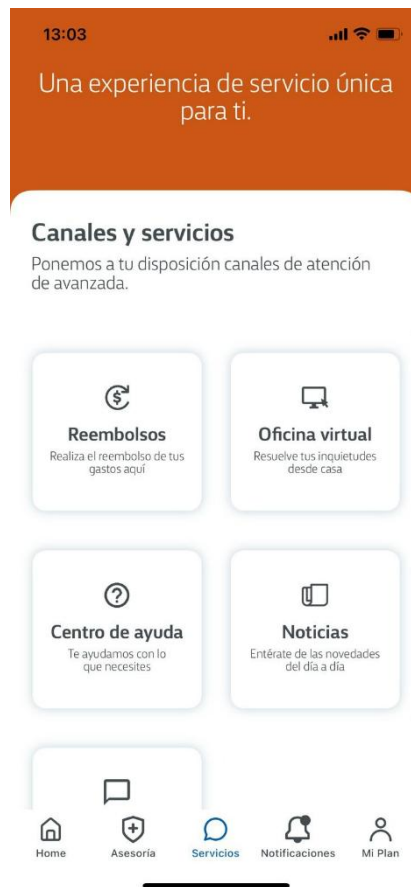 13:03
Una experiencia de servicio única
para ti.
Canales y servicios
Ponemos a tu disposición canales de atención
de avanzada.
Reembolsos
Realiza el reembolso de tus
gastos aquí
Oficina virtual
Resuelve tus inquietudes
desde casa
Centro de ayuda
Te ayudamos con lo
que necesites
Noticias
Entérate de las novedades
del día a día
Home
Asesoría
Servicios
Notificaciones
Mi Plan